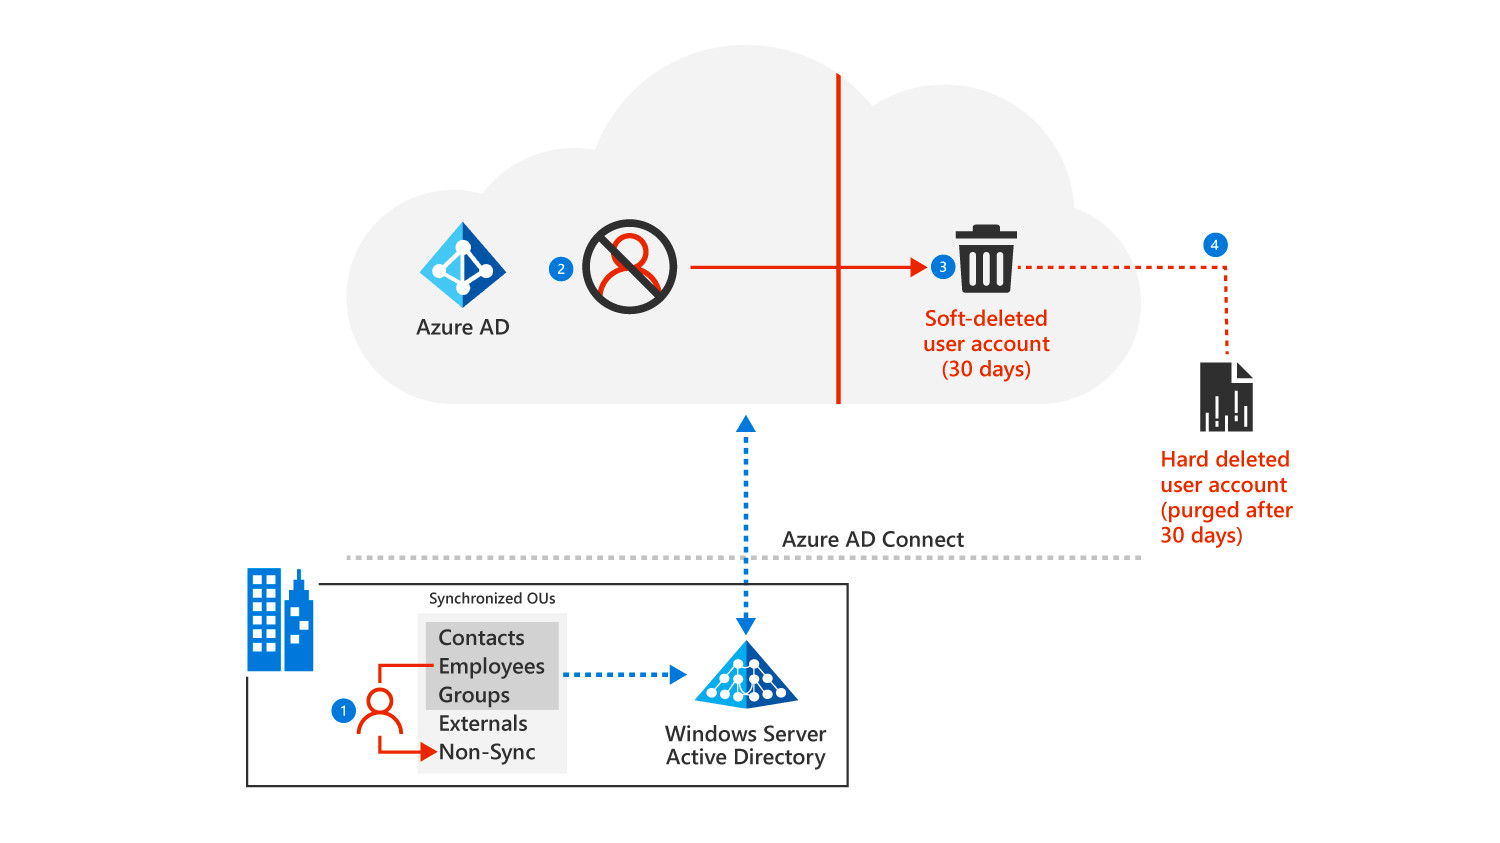 Azure AD
2
3
4
Soft-deleted
user account
(30 days)
Hard deleted
user account
(purged after
30 days)
Azure AD Connect
Synchronized OUs
Contacts
Employees
Groups
Externals
Non-Sync
1
Windows Server
Active Directory